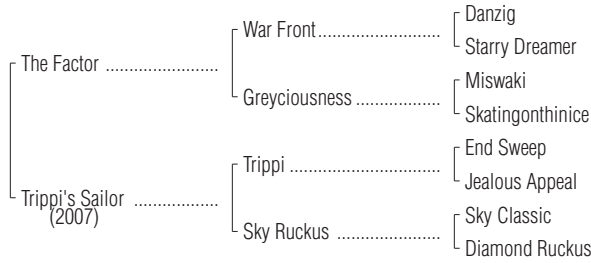 Danzig
War Front
Starry Dreamer
The Factor
Miswaki
Greyciousness
Skatingonthinice
End Sweep
Trippi
Jealous Appeal
Trippi's Sailor
(2007)
Sky Classic
Sky Ruckus
Diamond Ruckus